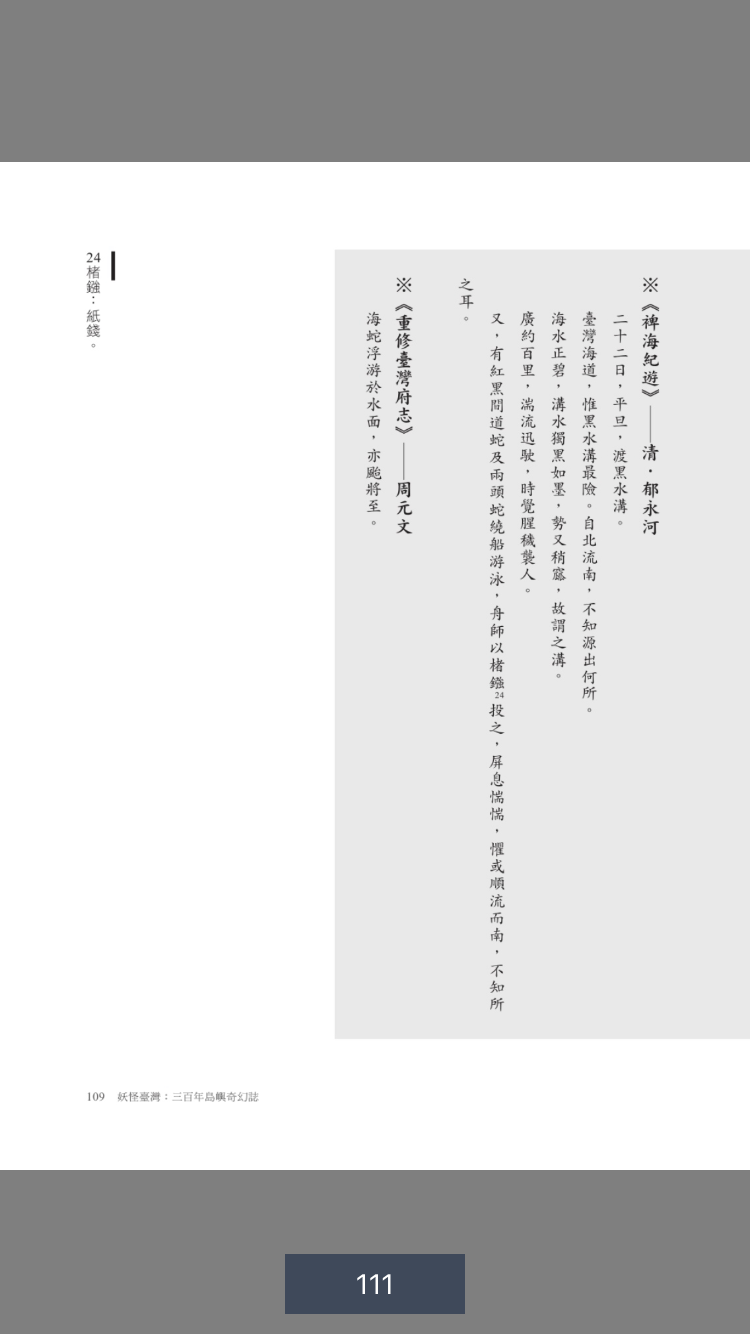 ※《裨海紀遊》——清．郁永河
二十二日，平旦，渡黑水溝。
臺灣海道，惟黑水溝最險。自北流南，不知源出何所。
海水正碧，溝水獨黑如墨，勢又稍窳，故謂之溝。
廣約百里，湍流迅駛，時覺腥穢襲人。
又，有紅黑間道蛇及兩頭蛇繞船游泳，舟師以楮鏹24投之，屏息惴惴，懼或順流而南，不知所
之耳。
※《重修臺灣府志》——周元文
海蛇浮游於水面，亦颱將至。
24楮鏹：紙錢。
109 妖怪臺灣：三百年島嶼奇幻誌
111